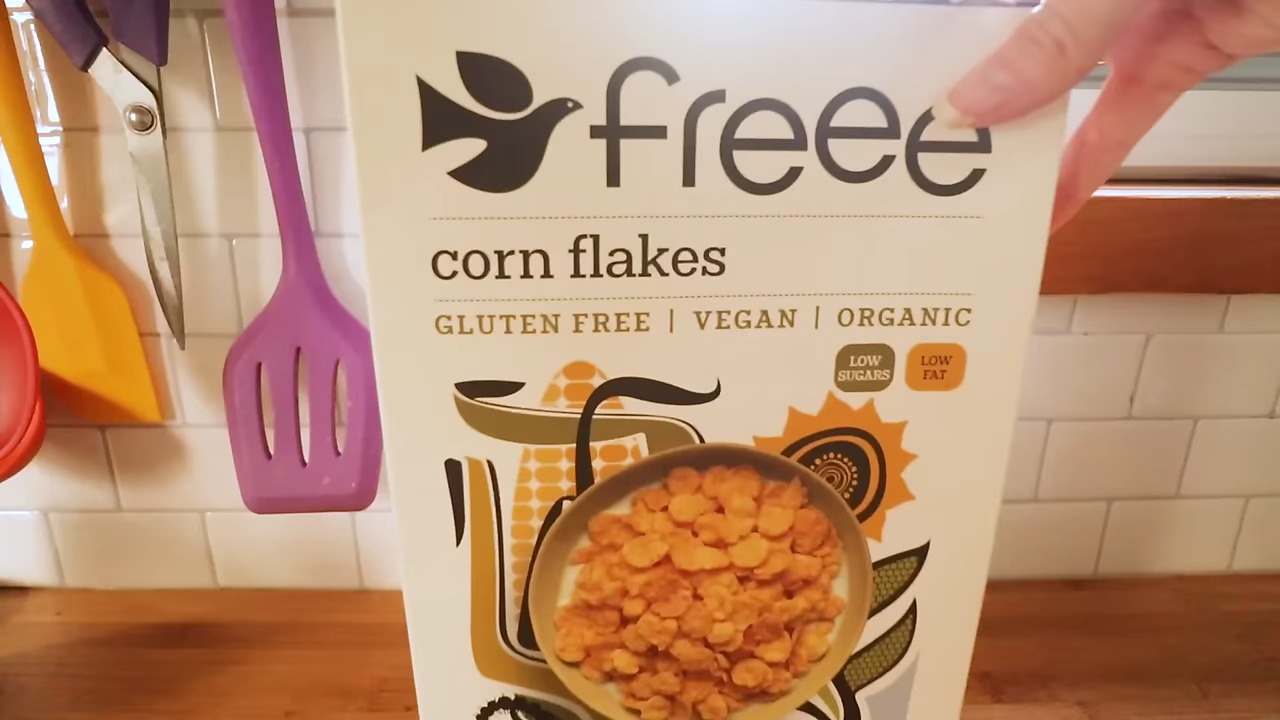 freee
corn flakes
GLUTEN FREE | VEGAN | ORGANIC
LOW
SUGARS
LOW
FAT